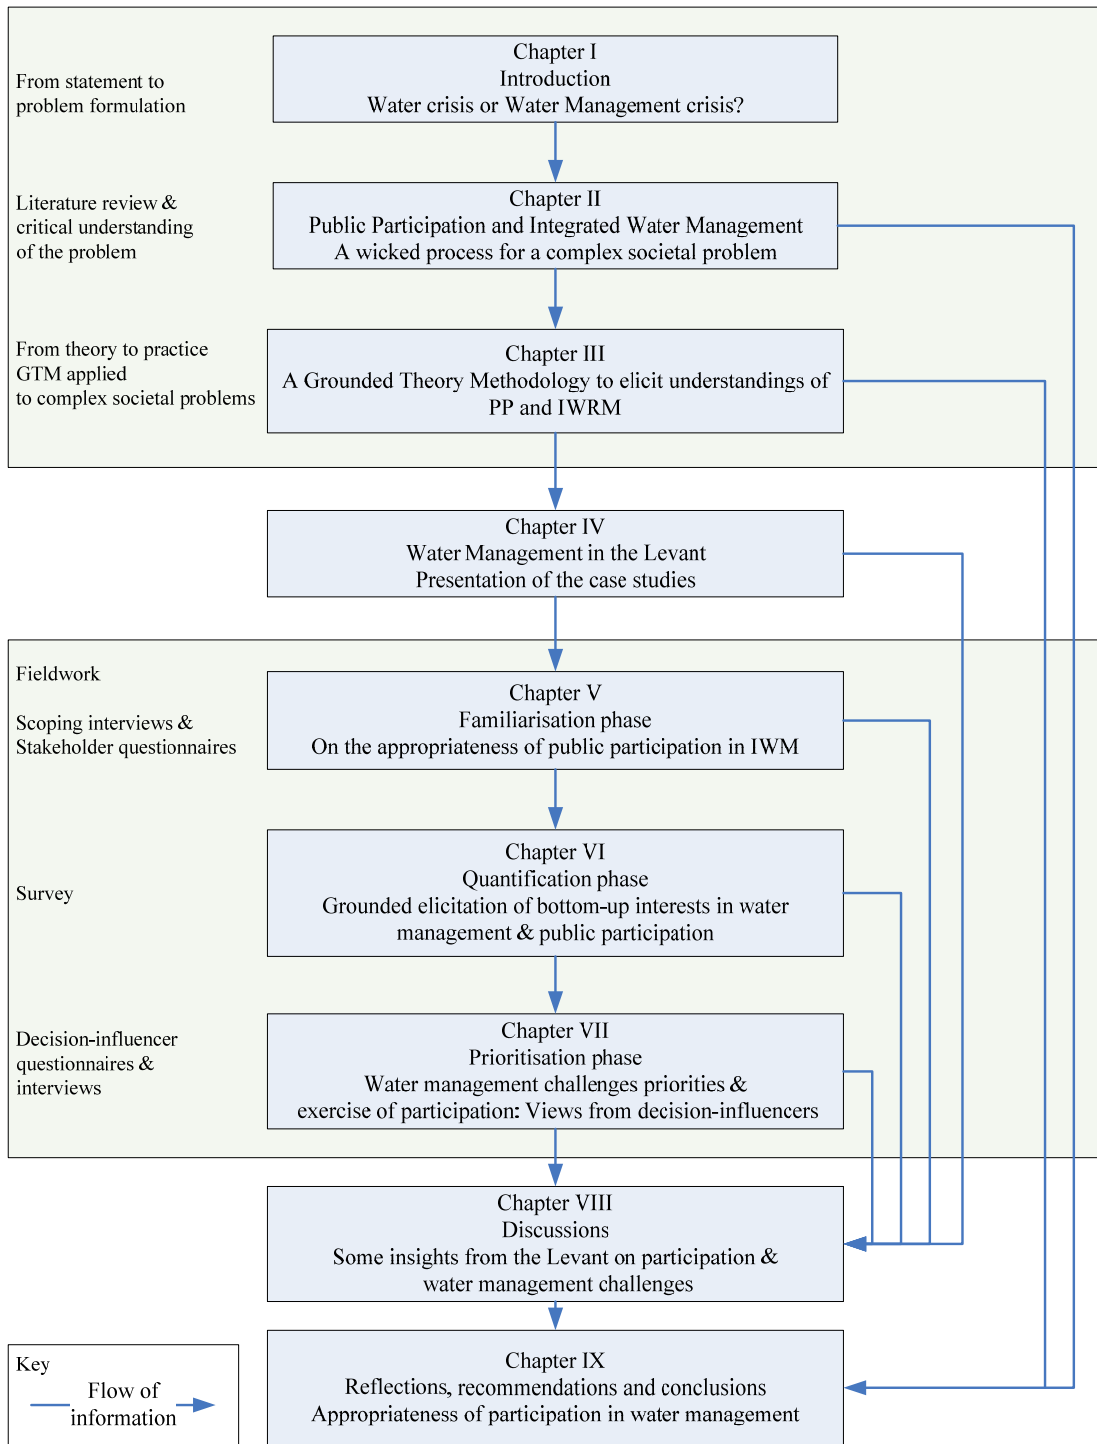 From statement to
problem formulation
Chapter I
Introduction
Water crisis or Water Management crisis?
Literature review &
critical understanding
of the problem
Chapter II
Public Participation and Integrated Water Management
A wicked process for a complex societal problem
From theory to practice
GTM applied
to complex societal problems
Chapter III
A Grounded Theory Methodology to elicit understandings of
PP and IWRM
Chapter IV
Water Management in the Levant
Presentation of the case studies
Fieldwork
Scoping interviews &
Stakeholder questionnaires
Chapter V
Familiarisation phase
On the appropriateness of public participation in IWM
Survey
Chapter VI
Quantification phase
Grounded elicitation of bottom-up interests in water
management & public participation
Decision-influencer
questionnaires &
interviews
Chapter VII
Prioritisation phase
Water management challenges priorities &
exercise of participation: Views from decision-influencers
Chapter VIII
Discussions
Some insights from the Levant on participation &
water management challenges
Chapter IX
Reflections, recommendations and conclusions
Appropriateness of participation in water management
Key
Flow of
information